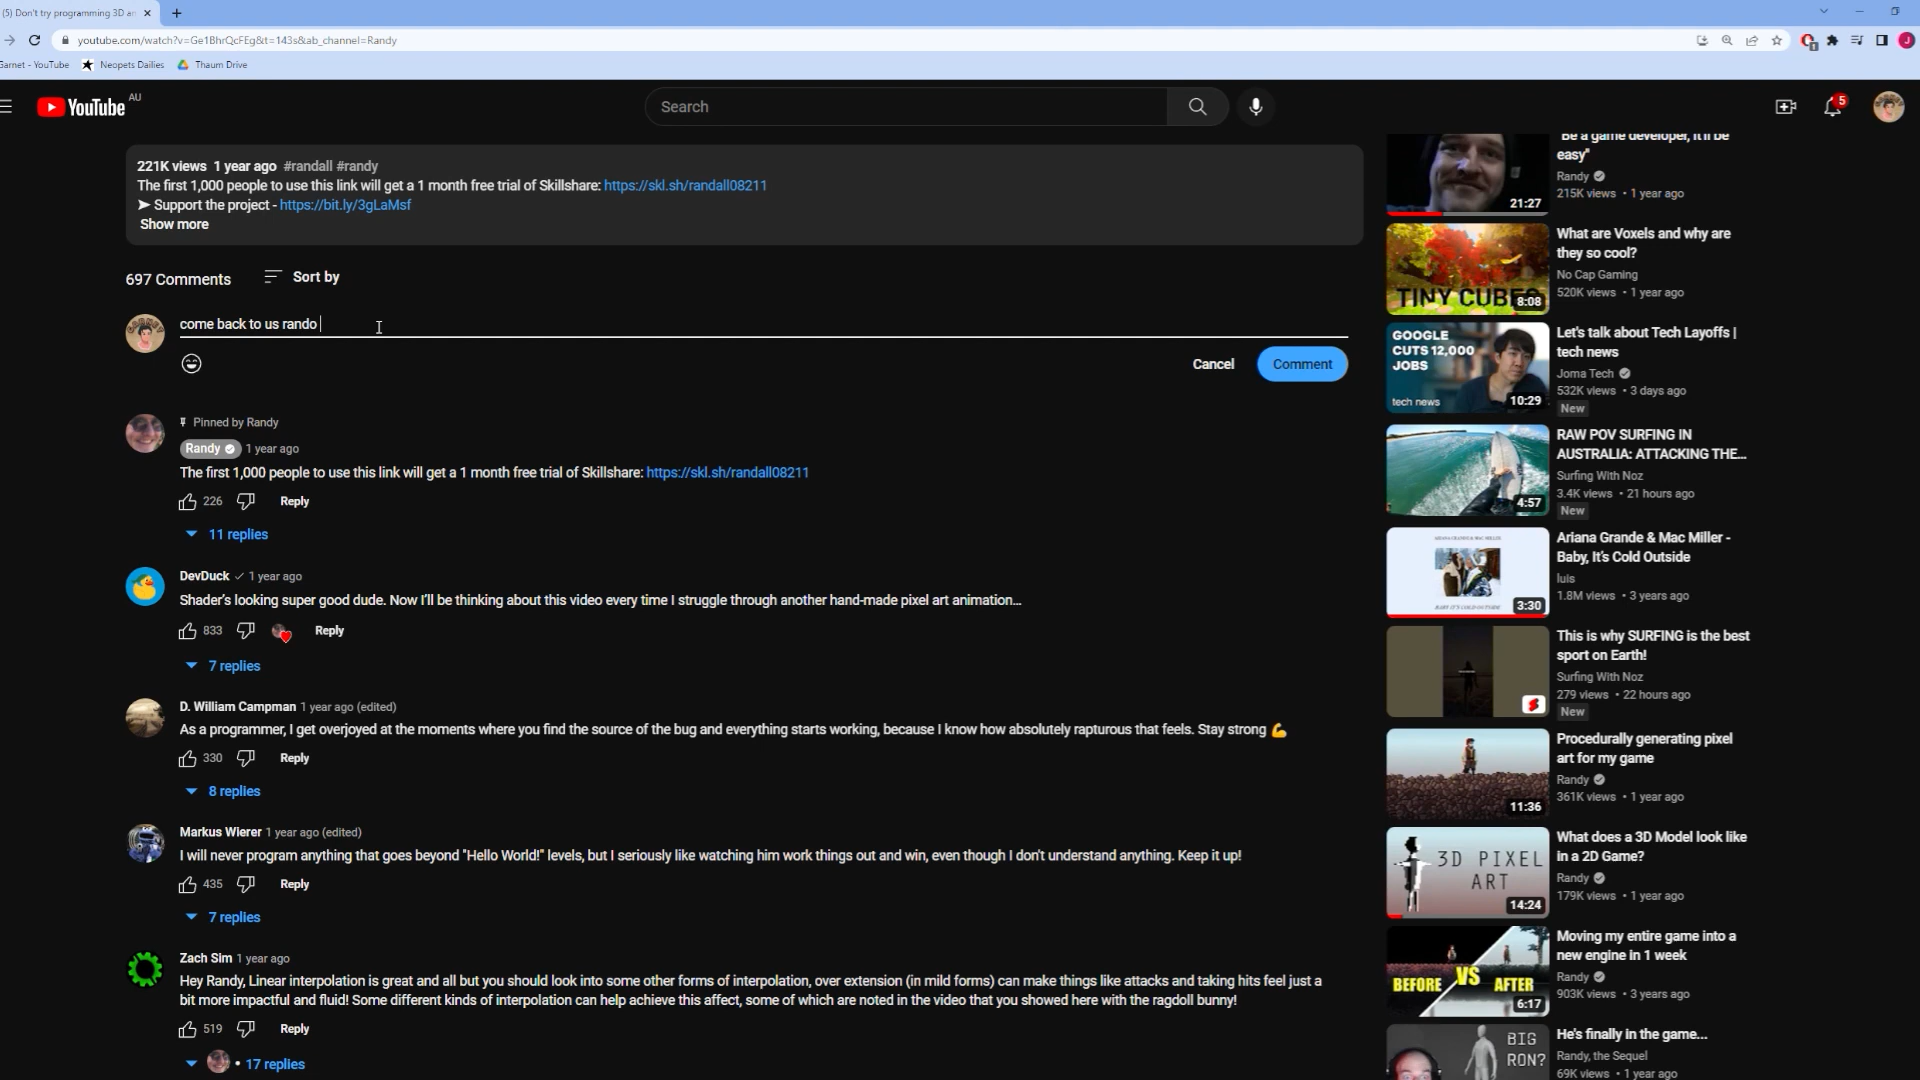 (5) Don't try programming 3D an
youtube.com/watch?v=Ge1BhrQcFEg&t=143s&ab_channel=Randy
Garnet - YouTube
Neopets Dailies
Thaum Drive
YouTube
AU
Search
5
J
221K views 1 year ago #randall #randy
The first 1,000 people to use this link will get a 1 month free trial of Skillshare: https://skl.sh/randall08211
➤ Support the project - https://bit.ly/3gLaMsf
Show more
697 Comments
Sort by
come back to us rando
Cancel
Comment
Pinned by Randy
Randy
1 year ago
The first 1,000 people to use this link will get a 1 month free trial of Skillshare: https://skl.sh/randall08211
226
Reply
11 replies
DevDuck
1 year ago
Shader's looking super good dude. Now I'll be thinking about this video every time I struggle through another hand-made pixel art animation...
833
Reply
7 replies
D. William Campman 1 year ago (edited)
As a programmer, I get overjoyed at the moments where you find the source of the bug and everything starts working, because I know how absolutely rapturous that feels. Stay strong 💪
330
Reply
8 replies
Markus Wierer 1 year ago (edited)
I will never program anything that goes beyond "Hello World!" levels, but I seriously like watching him work things out and win, even though I don't understand anything. Keep it up!
435
Reply
7 replies
Zach Sim 1 year ago
Hey Randy, Linear interpolation is great and all but you should look into some other forms of interpolation, over extension (in mild forms) can make things like attacks and taking hits feel just a
bit more impactful and fluid! Some different kinds of interpolation can help achieve this affect, some of which are noted in the video that you showed here with the ragdoll bunny!
519
Reply
• 17 replies
21:27
"Be a game developer, it'll be
easy"
Randy
215K views • 1 year ago
TINY CUBES
8:08
What are Voxels and why are
they so cool?
No Cap Gaming
520K views • 1 year ago
GOOGLE
CUTS 12,000
JOBS
tech news
10:29
Let's talk about Tech Layoffs |
tech news
Joma Tech
532K views • 3 days ago
New
4:57
RAW POV SURFING IN
AUSTRALIA: ATTACKING THE...
Surfing With Noz
3.4K views • 21 hours ago
New
ARIANA GRANDE & MAC MILLER
BABY IT'S COLD OUTSIDE
3:30
Ariana Grande & Mac Miller -
Baby, It's Cold Outside
luis
1.8M views • 3 years ago
This is why SURFING is the best
sport on Earth!
Surfing With Noz
279 views • 22 hours ago
New
11:36
Procedurally generating pixel
art for my game
Randy
361K views • 1 year ago
3D PIXEL
ART
14:24
What does a 3D Model look like
in a 2D Game?
Randy
179K views • 1 year ago
BEFORE VS AFTER
6:17
Moving my entire game into a
new engine in 1 week
Randy
903K views • 3 years ago
BIG
RON?
He's finally in the game...
Randy, the Sequel
69K views • 1 year ago